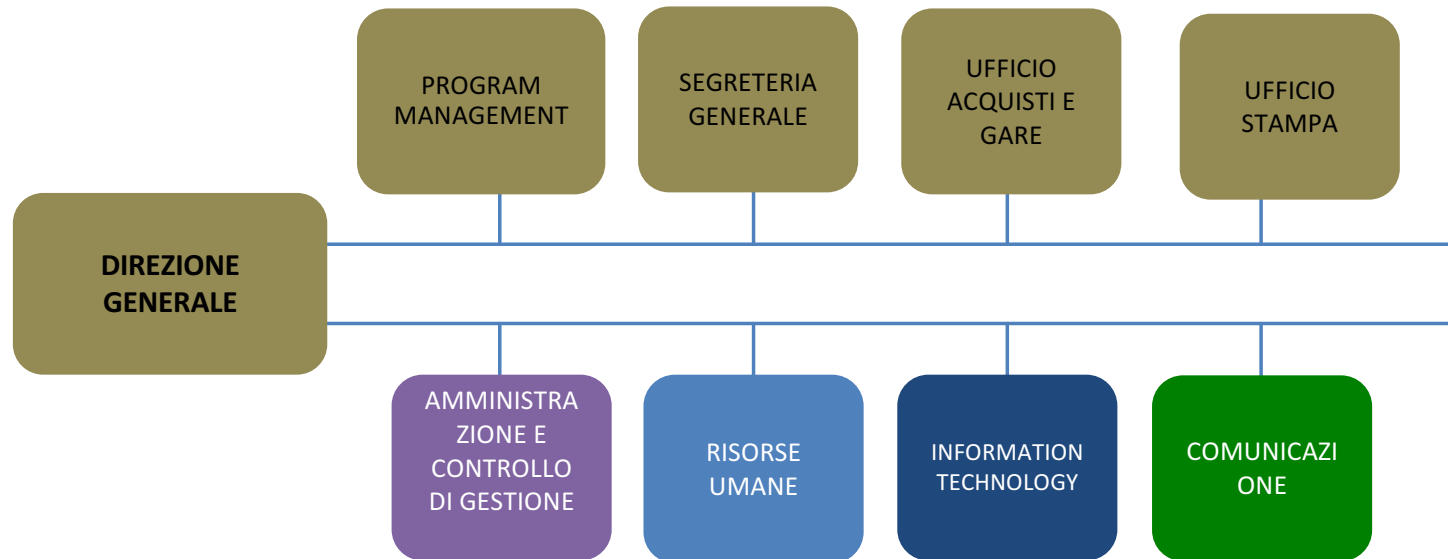 PROGRAM
MANAGEMENT
SEGRETERIA
GENERALE
UFFICIO
ACQUISTI E
GARE
UFFICIO
STAMPA
DIREZIONE
GENERALE
AMMINISTRA
ZIONE E
CONTROLLO
DI GESTIONE
RISORSE
UMANE
INFORMATION
TECHNOLOGY
COMUNICAZI
ONE